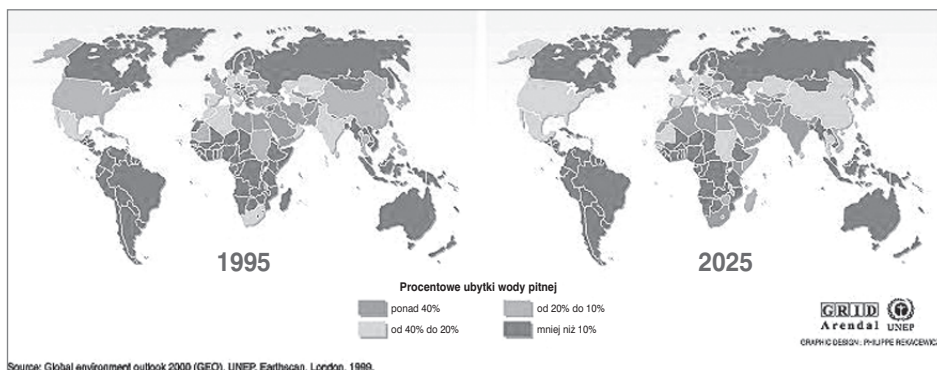 1995
2025
Procentowe ubytki wody pitnej
ponad 40%
od 20% do 10%
od 40% do 20%
mniej niż 10%
GRID
Arendal
UNEP
GRAPHIC DESIGN : PHILIPPE REKACEWICZ
Source: Global environment outlook 2000 (GEO), UNEP, Earthscan, London, 1999.